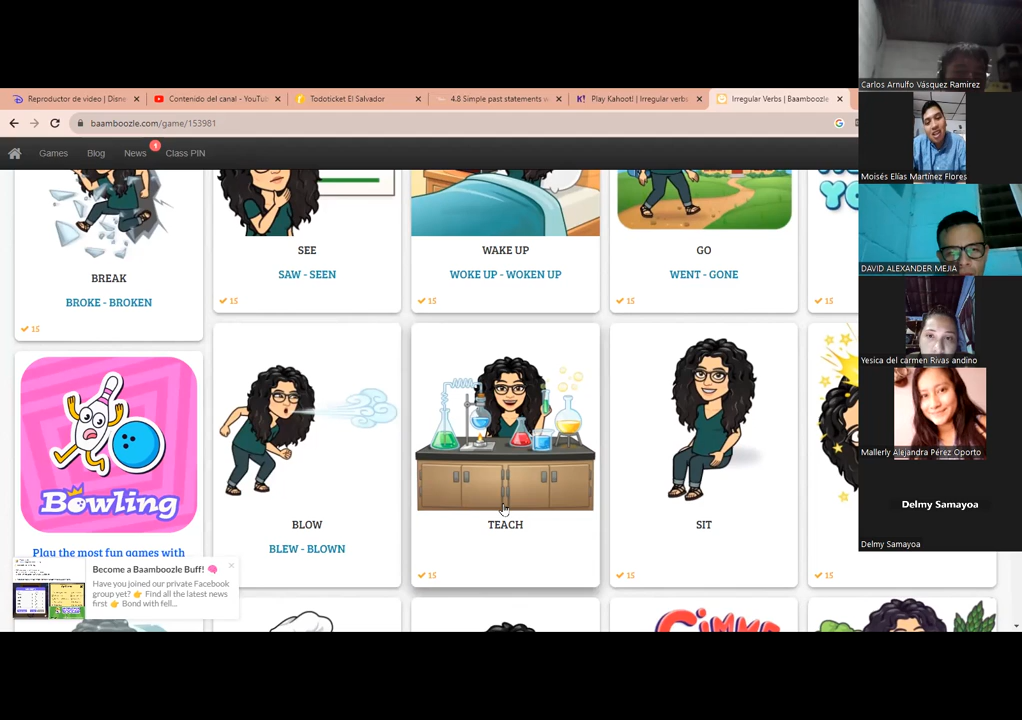 Reproductor de video | Disne
Contenido del canal - YouTu
Todoticket El Salvador
4.8 Simple past statements w
Play Kahoot! | Irregular verbs
Irregular Verbs | Baamboozle
baamboozle.com/game/153981
Games
Blog
News
Class PIN
BREAK
BROKE - BROKEN
15
SEE
SAW - SEEN
15
WAKE UP
WOKE UP - WOKEN UP
15
GO
WENT - GONE
15
15
Bowling
Play the most fun games with
BLOW
BLEW - BLOWN
TEACH
15
SIT
15
15
Become a Baamboozle Buff!
Have you joined our private Facebook
group yet? 👉 Find all the latest news
first 👉 Bond with fell...
Carlos Arnulfo Vásquez Ramirez
Moisés Elías Martínez Flores
DAVID ALEXANDER MEJIA
Yesica del carmen Rivas andino
Mallerly Alejandra Pérez Oporto
Delmy Samayoa
Delmy Samayoa